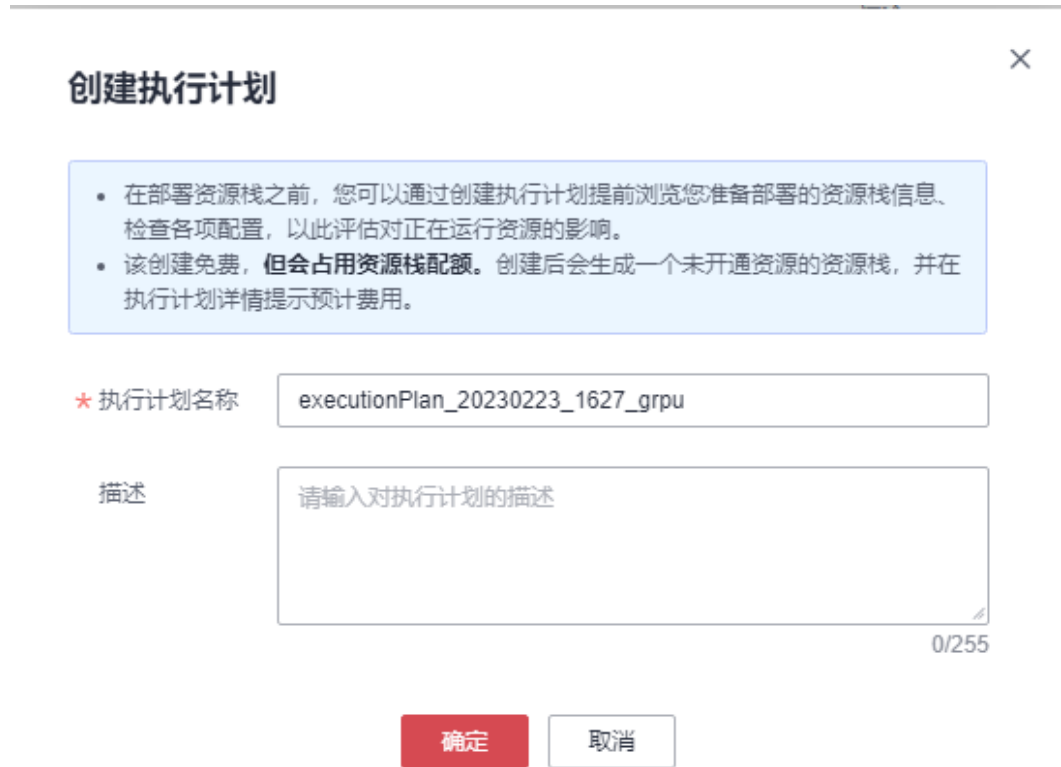 创建执行计划
• 在部署资源栈之前，您可以通过创建执行计划提前浏览您准备部署的资源栈信息、
检查各项配置，以此评估对正在运行资源的影响。
• 该创建免费，但会占用资源栈配额。创建后会生成一个未开通资源的资源栈，并在
执行计划详情提示预计费用。
* 执行计划名称 executionPlan_20230223_1627_grpu
描述 请输入对执行计划的描述
0/255
确定 取消